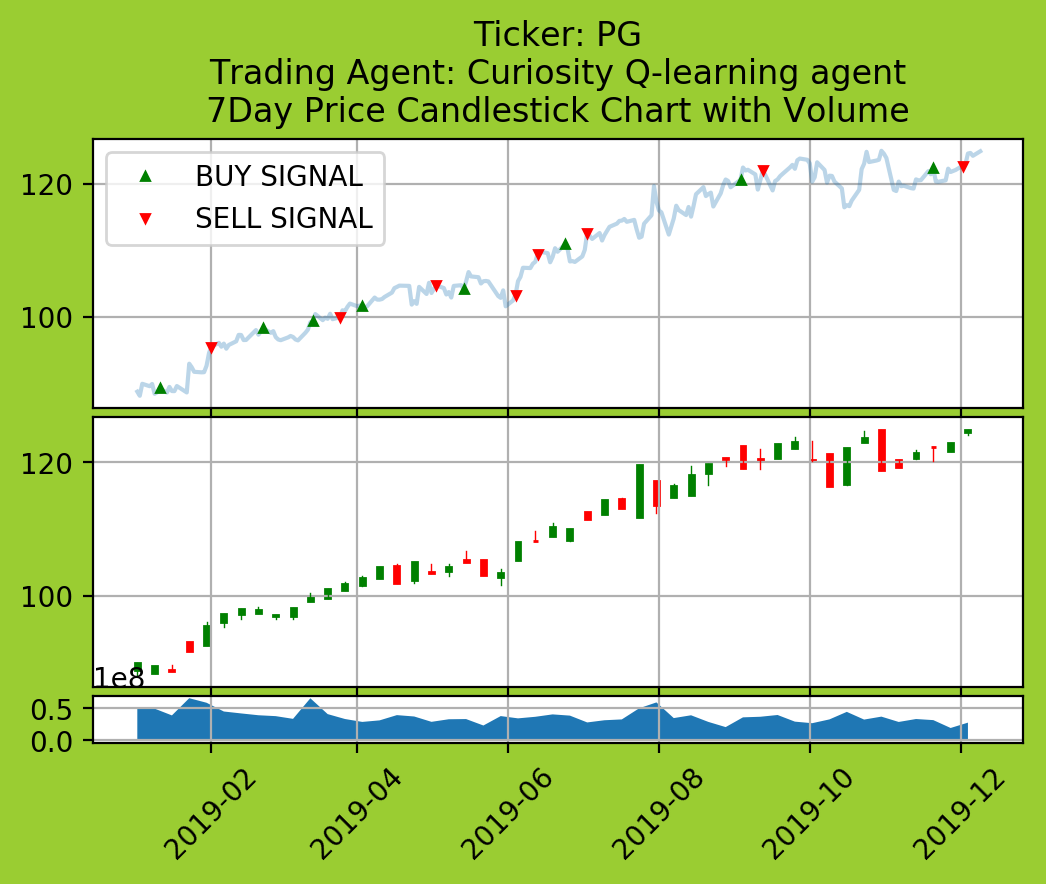 Ticker: PG
Trading Agent: Curiosity Q-learning agent
7Day Price Candlestick Chart with Volume
BUY SIGNAL
SELL SIGNAL
120
100
120
100
1e8
0.5
0.0
2019-02
2019-04
2019-06
2019-08
2019-10
2019-12